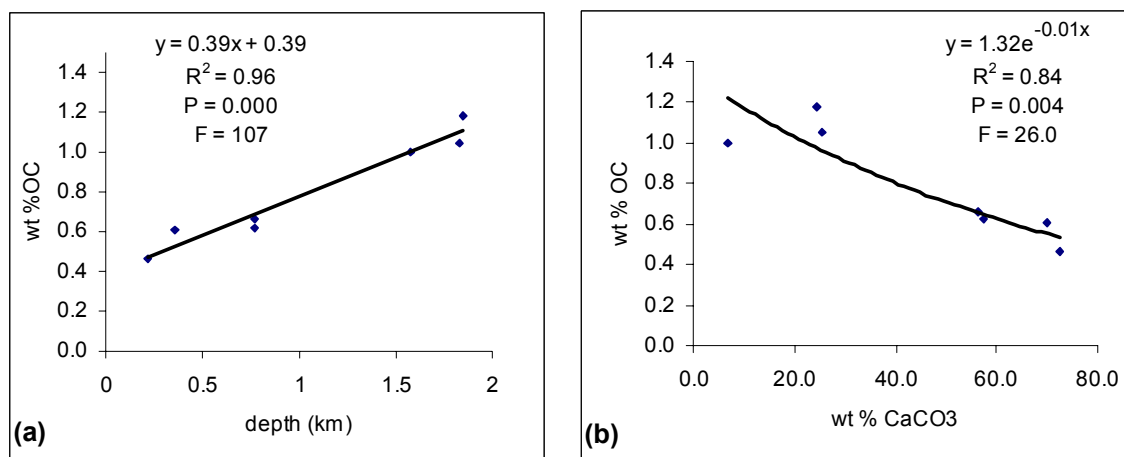 y = 0.39x + 0.39
R² = 0.96
P = 0.000
F = 107
1.4
1.2
1.0
0.8
0.6
0.4
0.2
0.0
wt %OC
0 0.5 1 1.5 2
depth (km)
(a)
y = 1.32e^-0.01x
R² = 0.84
P = 0.004
F = 26.0
1.4
1.2
1.0
0.8
0.6
0.4
0.2
0.0
wt % OC
0.0 20.0 40.0 60.0 80.0
wt % CaCO3
(b)